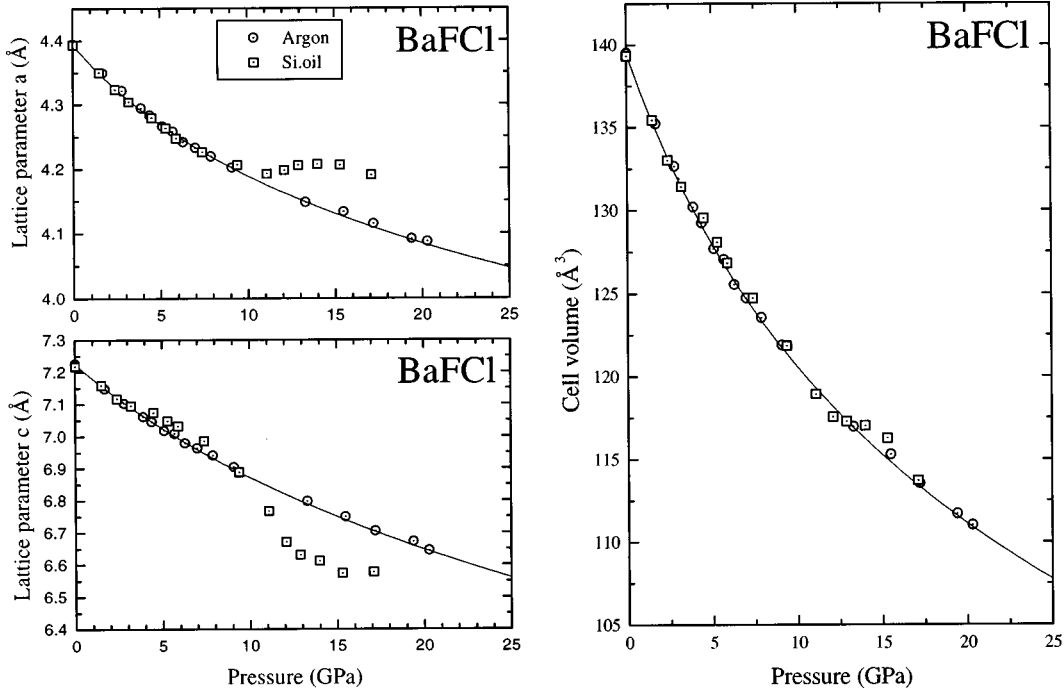 BaFCl
Argon
Si.oil
Lattice parameter a (Å)
4.4
4.3
4.2
4.1
4.0
0 5 10 15 20 25
BaFCl
Lattice parameter c (Å)
7.3
7.2
7.1
7.0
6.9
6.8
6.7
6.6
6.5
6.4
0 5 10 15 20 25
Pressure (GPa)
BaFCl
Cell volume (Å³)
140
135
130
125
120
115
110
105
0 5 10 15 20 25
Pressure (GPa)